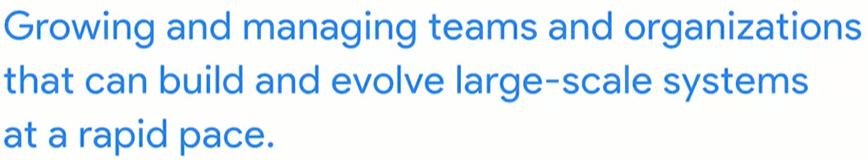 Growing and managing teams and organizations
that can build and evolve large-scale systems
at a rapid pace.